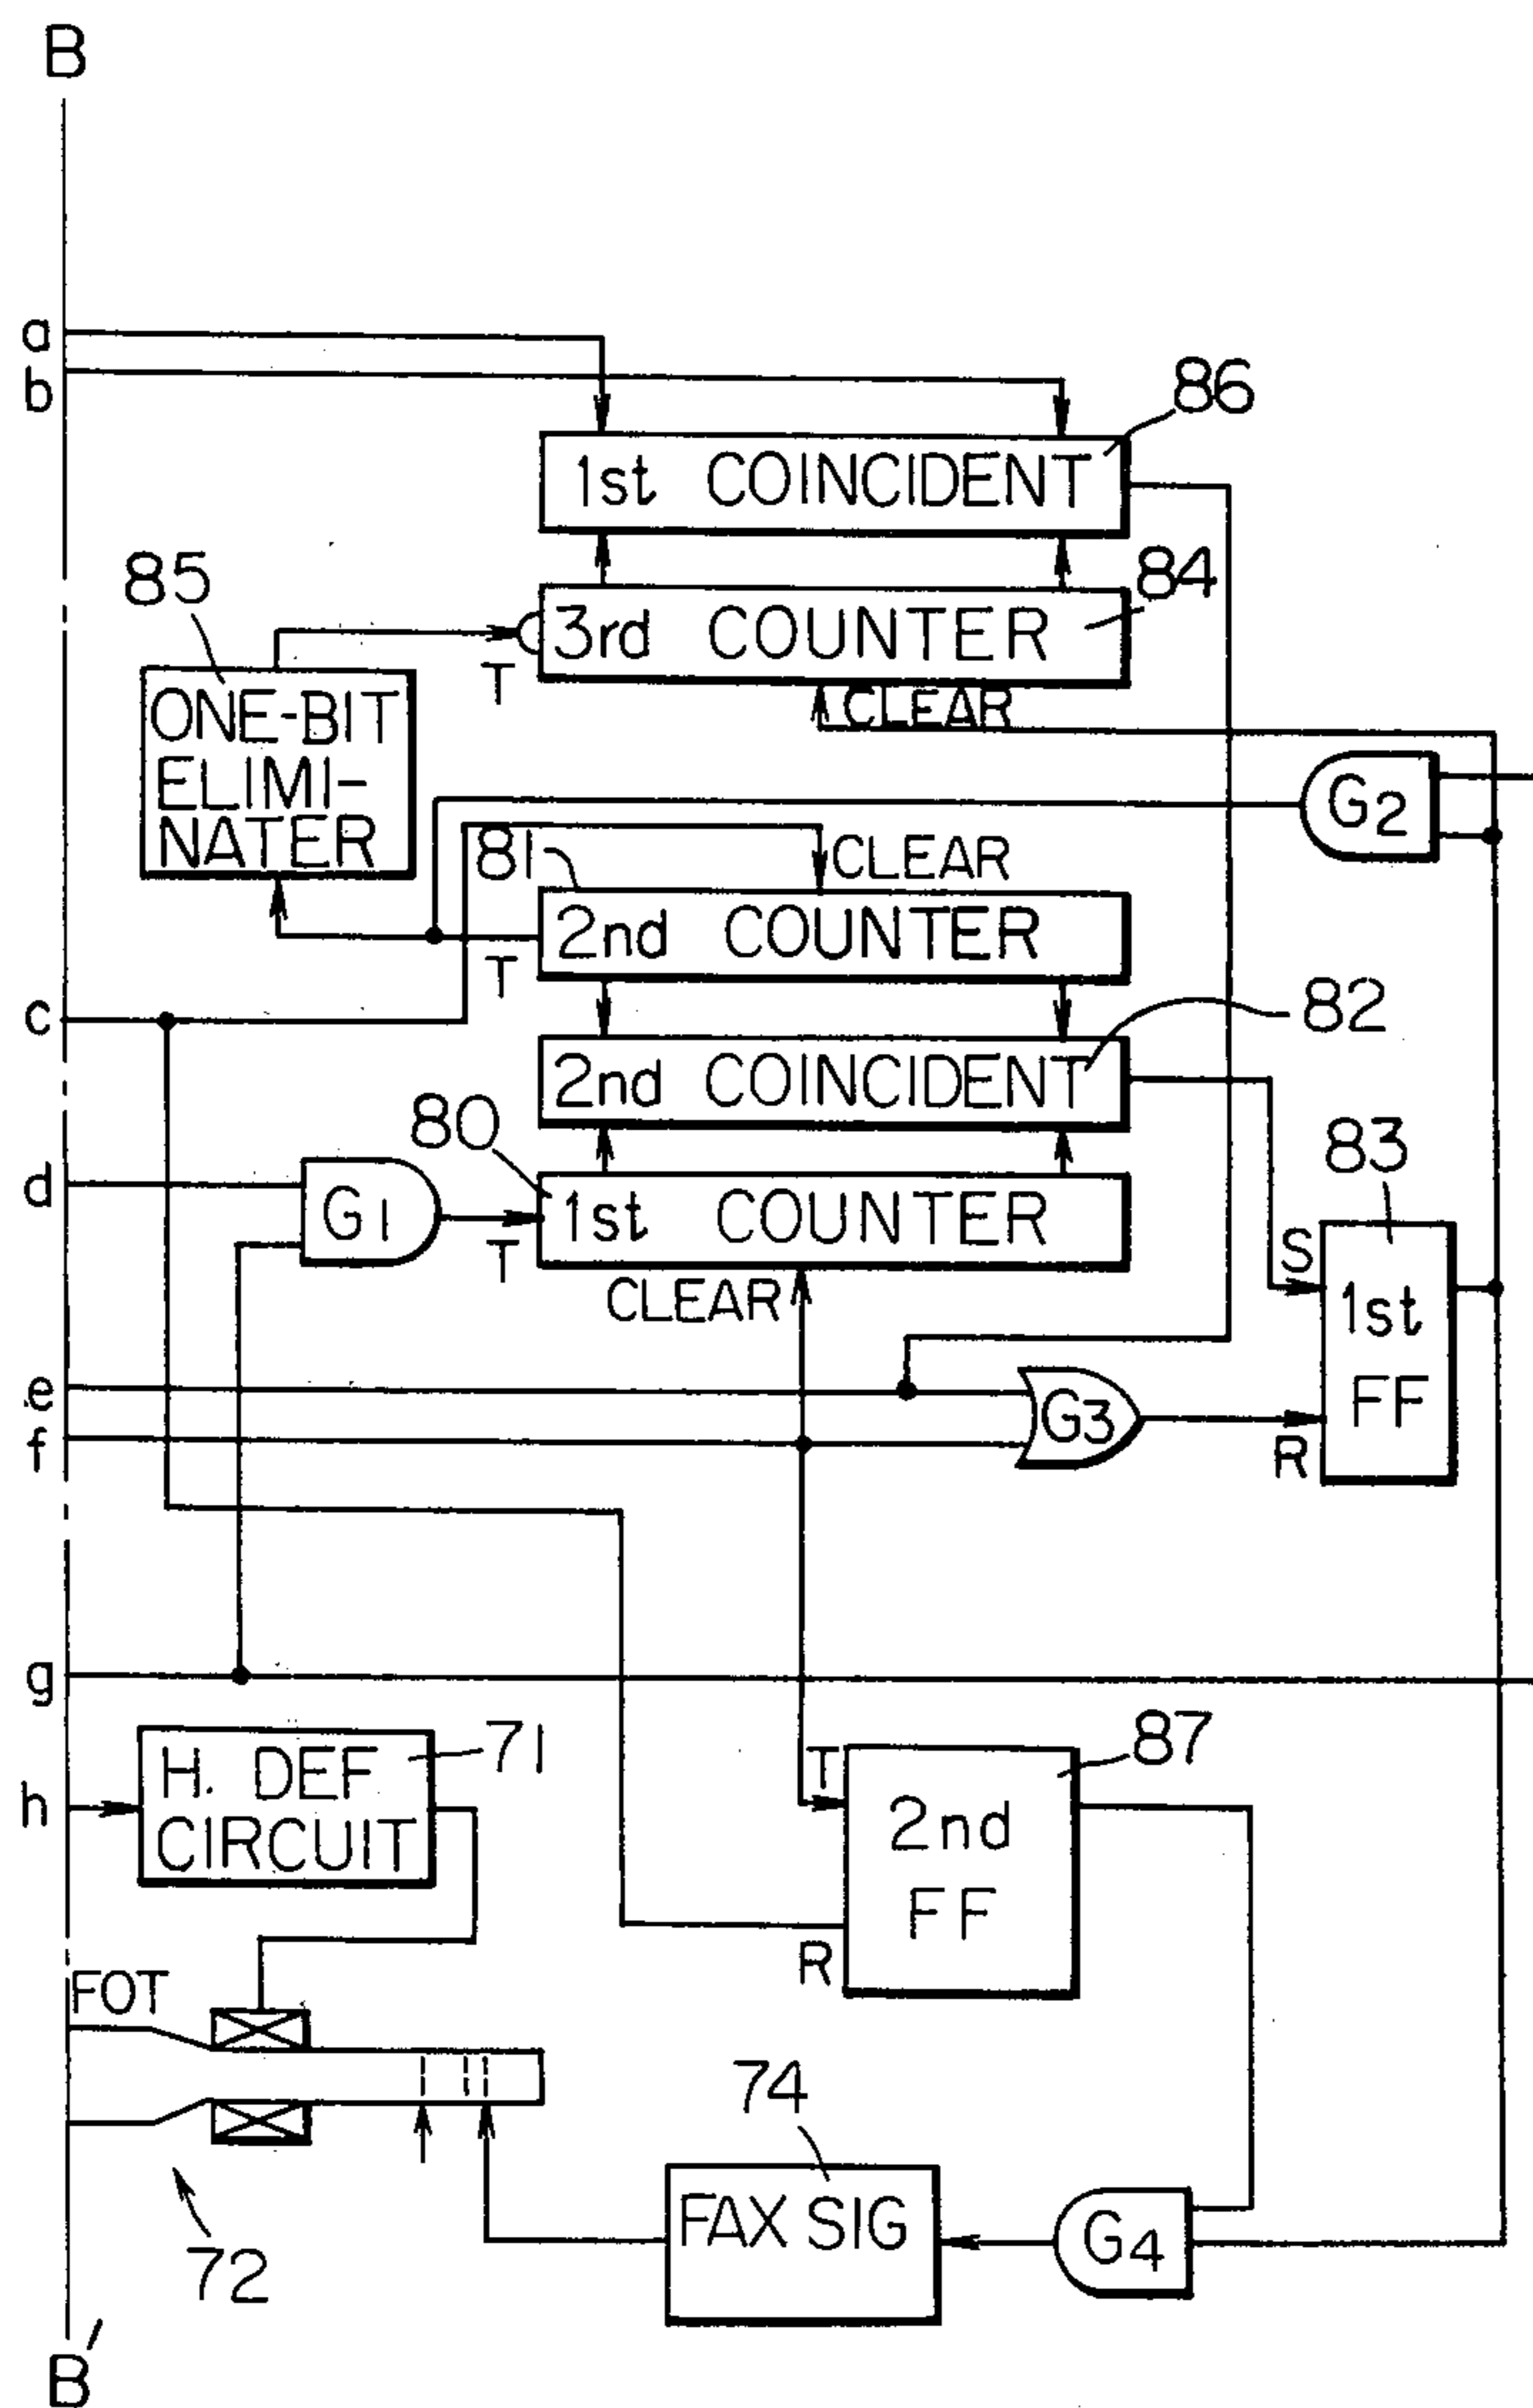 B
a
b
86
1st COINCIDENT
85
84
3rd COUNTER
T
CLEAR
ONE-BIT
ELIMI-
NATER
G2
81
CLEAR
2nd COUNTER
T
c
82
2nd COINCIDENT
80
83
d
G1
1st COUNTER
T
S
CLEAR
1st
FF
e
G3
f
R
g
71
87
H. DEF
CIRCUIT
h
T
2nd
FF
R
FOT
74
FAX SIG
G4
72
B'